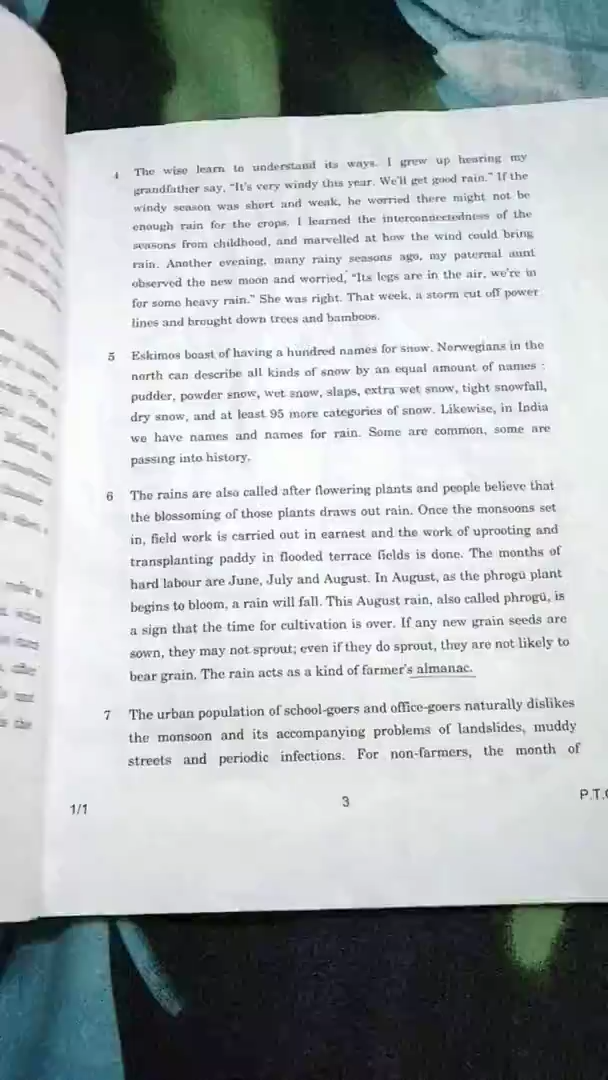 4 The wise learn to understand its ways. I grew up hearing my
grandfather say, "It's very windy this year. We'll get good rain." If the
windy season was short and weak, he worried there might not be
enough rain for the crops. I learned the interconnectedness of the
seasons from childhood, and marvelled at how the wind could bring
rain. Another evening, many rainy seasons ago, my paternal aunt
observed the new moon and worried, "Its legs are in the air, we're in
for some heavy rain." She was right. That week, a storm cut off power
lines and brought down trees and bamboos.
5 Eskimos boast of having a hundred names for snow. Norwegians in the
north can describe all kinds of snow by an equal amount of names :
pudder, powder snow, wet snow, slaps, extra wet snow, tight snowfall,
dry snow, and at least 95 more categories of snow. Likewise, in India
we have names and names for rain. Some are common, some are
passing into history.
6 The rains are also called after flowering plants and people believe that
the blossoming of those plants draws out rain. Once the monsoons set
in, field work is carried out in earnest and the work of uprooting and
transplanting paddy in flooded terrace fields is done. The months of
hard labour are June, July and August. In August, as the phrogü plant
begins to bloom, a rain will fall. This August rain, also called phrogü, is
a sign that the time for cultivation is over. If any new grain seeds are
sown, they may not sprout; even if they do sprout, they are not likely to
bear grain. The rain acts as a kind of farmer's almanac.
7 The urban population of school-goers and office-goers naturally dislikes
the monsoon and its accompanying problems of landslides, muddy
streets and periodic infections. For non-farmers, the month of
1/1 3 P.T.